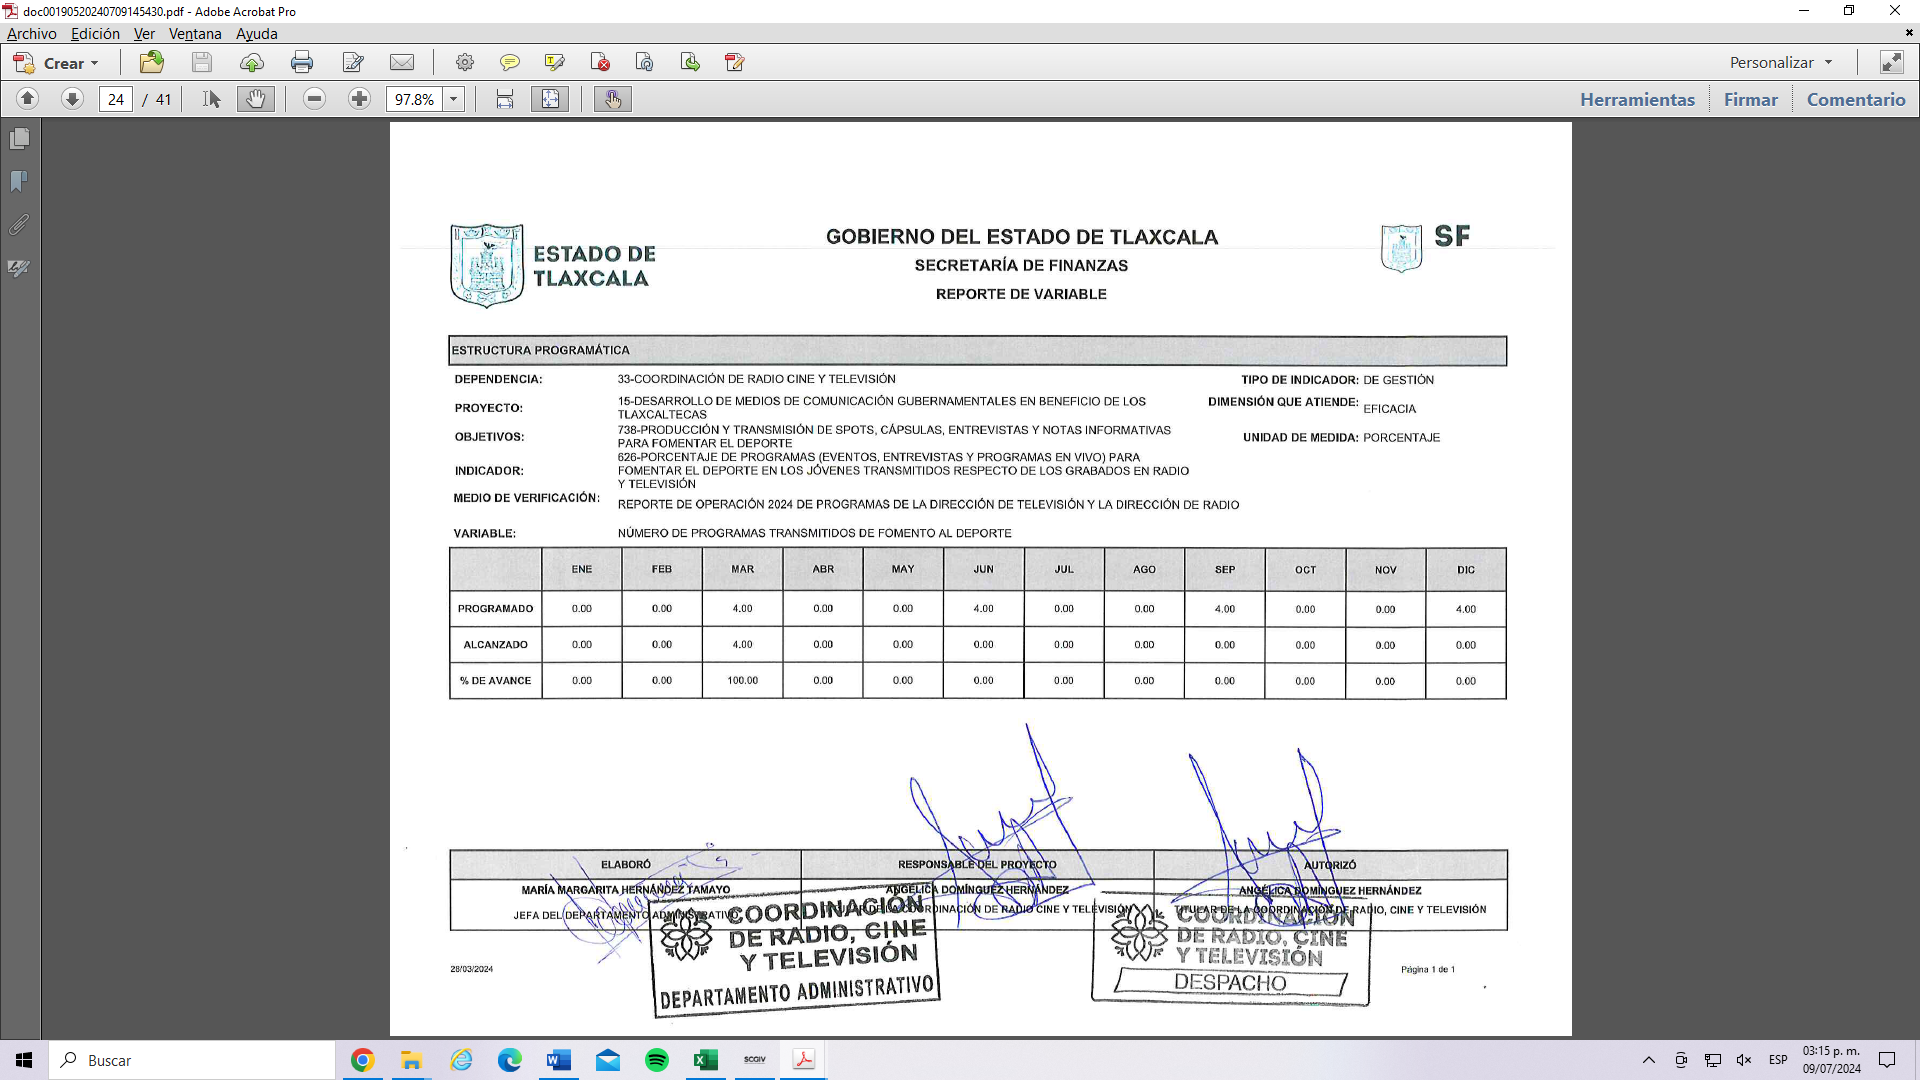 doc00190520240709145430.pdf - Adobe Acrobat Pro
Archivo Edición Ver Ventana Ayuda
Crear
Personalizar
24 / 41
97.8%
Herramientas Firmar Comentario
ESTADO DE
TLAXCALA
GOBIERNO DEL ESTADO DE TLAXCALA
SECRETARÍA DE FINANZAS
REPORTE DE VARIABLE
SF
ESTRUCTURA PROGRAMÁTICA
DEPENDENCIA: 33-COORDINACIÓN DE RADIO CINE Y TELEVISIÓN TIPO DE INDICADOR: DE GESTIÓN
PROYECTO: 15-DESARROLLO DE MEDIOS DE COMUNICACIÓN GUBERNAMENTALES EN BENEFICIO DE LOS
TLAXCALTECAS
DIMENSIÓN QUE ATIENDE: EFICACIA
OBJETIVOS: 738-PRODUCCIÓN Y TRANSMISIÓN DE SPOTS, CÁPSULAS, ENTREVISTAS Y NOTAS INFORMATIVAS
PARA FOMENTAR EL DEPORTE
UNIDAD DE MEDIDA: PORCENTAJE
INDICADOR: 626-PORCENTAJE DE PROGRAMAS (EVENTOS, ENTREVISTAS Y PROGRAMAS EN VIVO) PARA
FOMENTAR EL DEPORTE EN LOS JÓVENES TRANSMITIDOS RESPECTO DE LOS GRABADOS EN RADIO
Y TELEVISIÓN
MEDIO DE VERIFICACIÓN: REPORTE DE OPERACIÓN 2024 DE PROGRAMAS DE LA DIRECCIÓN DE TELEVISIÓN Y LA DIRECCIÓN DE RADIO
VARIABLE: NÚMERO DE PROGRAMAS TRANSMITIDOS DE FOMENTO AL DEPORTE
ENE FEB MAR ABR MAY JUN JUL AGO SEP OCT NOV DIC
PROGRAMADO 0.00 0.00 4.00 0.00 0.00 4.00 0.00 0.00 4.00 0.00 0.00 4.00
ALCANZADO 0.00 0.00 4.00 0.00 0.00 0.00 0.00 0.00 0.00 0.00 0.00 0.00
% DE AVANCE 0.00 0.00 100.00 0.00 0.00 0.00 0.00 0.00 0.00 0.00 0.00 0.00
ELABORÓ RESPONSABLE DEL PROYECTO AUTORIZÓ
MARÍA MARGARITA HERNÁNDEZ TAMAYO ANGÉLICA DOMÍNGUEZ HERNÁNDEZ ANGÉLICA DOMÍNGUEZ HERNÁNDEZ
JEFA DEL DEPARTAMENTO ADMINISTRATIVO TITULAR DE LA COORDINACIÓN DE RADIO CINE Y TELEVISIÓN TITULAR DE LA COORDINACIÓN DE RADIO, CINE Y TELEVISIÓN
COORDINACIÓN
DE RADIO, CINE
Y TELEVISIÓN
DEPARTAMENTO ADMINISTRATIVO
COORDINACIÓN
DE RADIO, CINE
Y TELEVISIÓN
DESPACHO
28/03/2024
Página 1 de 1
Buscar
SCGIV
ESP
03:15 p. m.
09/07/2024